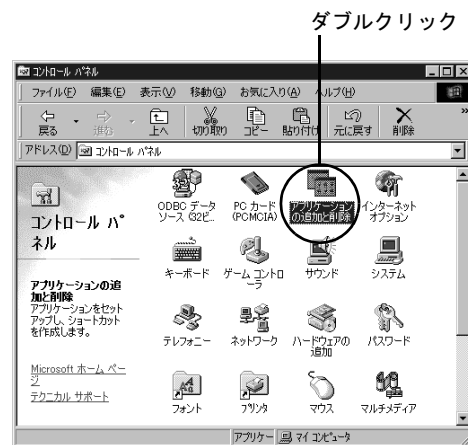 ダブルクリック
コントロール パネル
ファイル(F) 編集(E) 表示(V) 移動(G) お気に入り(A) ヘルプ(H)
戻る 進む 上へ 切り取り コピー 貼り付け 元に戻す 削除 »
アドレス(D) コントロール パネル
コントロール パ
ネル
アプリケーションの追
加と削除
アプリケーションをセット
アップし、ショートカット
を作成します。
Microsoft ホーム ペー
ジ
テクニカル サポート
ODBC データ
ソース (32ビ...
PC カード
(PCMCIA)
アプリケーション
の追加と削除
インターネット
オプション
キーボード
ゲーム コントロ
ーラ
サウンド
システム
テレフォニー
ネットワーク
ハードウェアの
追加
パスワード
フォント
プリンタ
マウス
マルチメディア
アプリケー
マイ コンピュータ